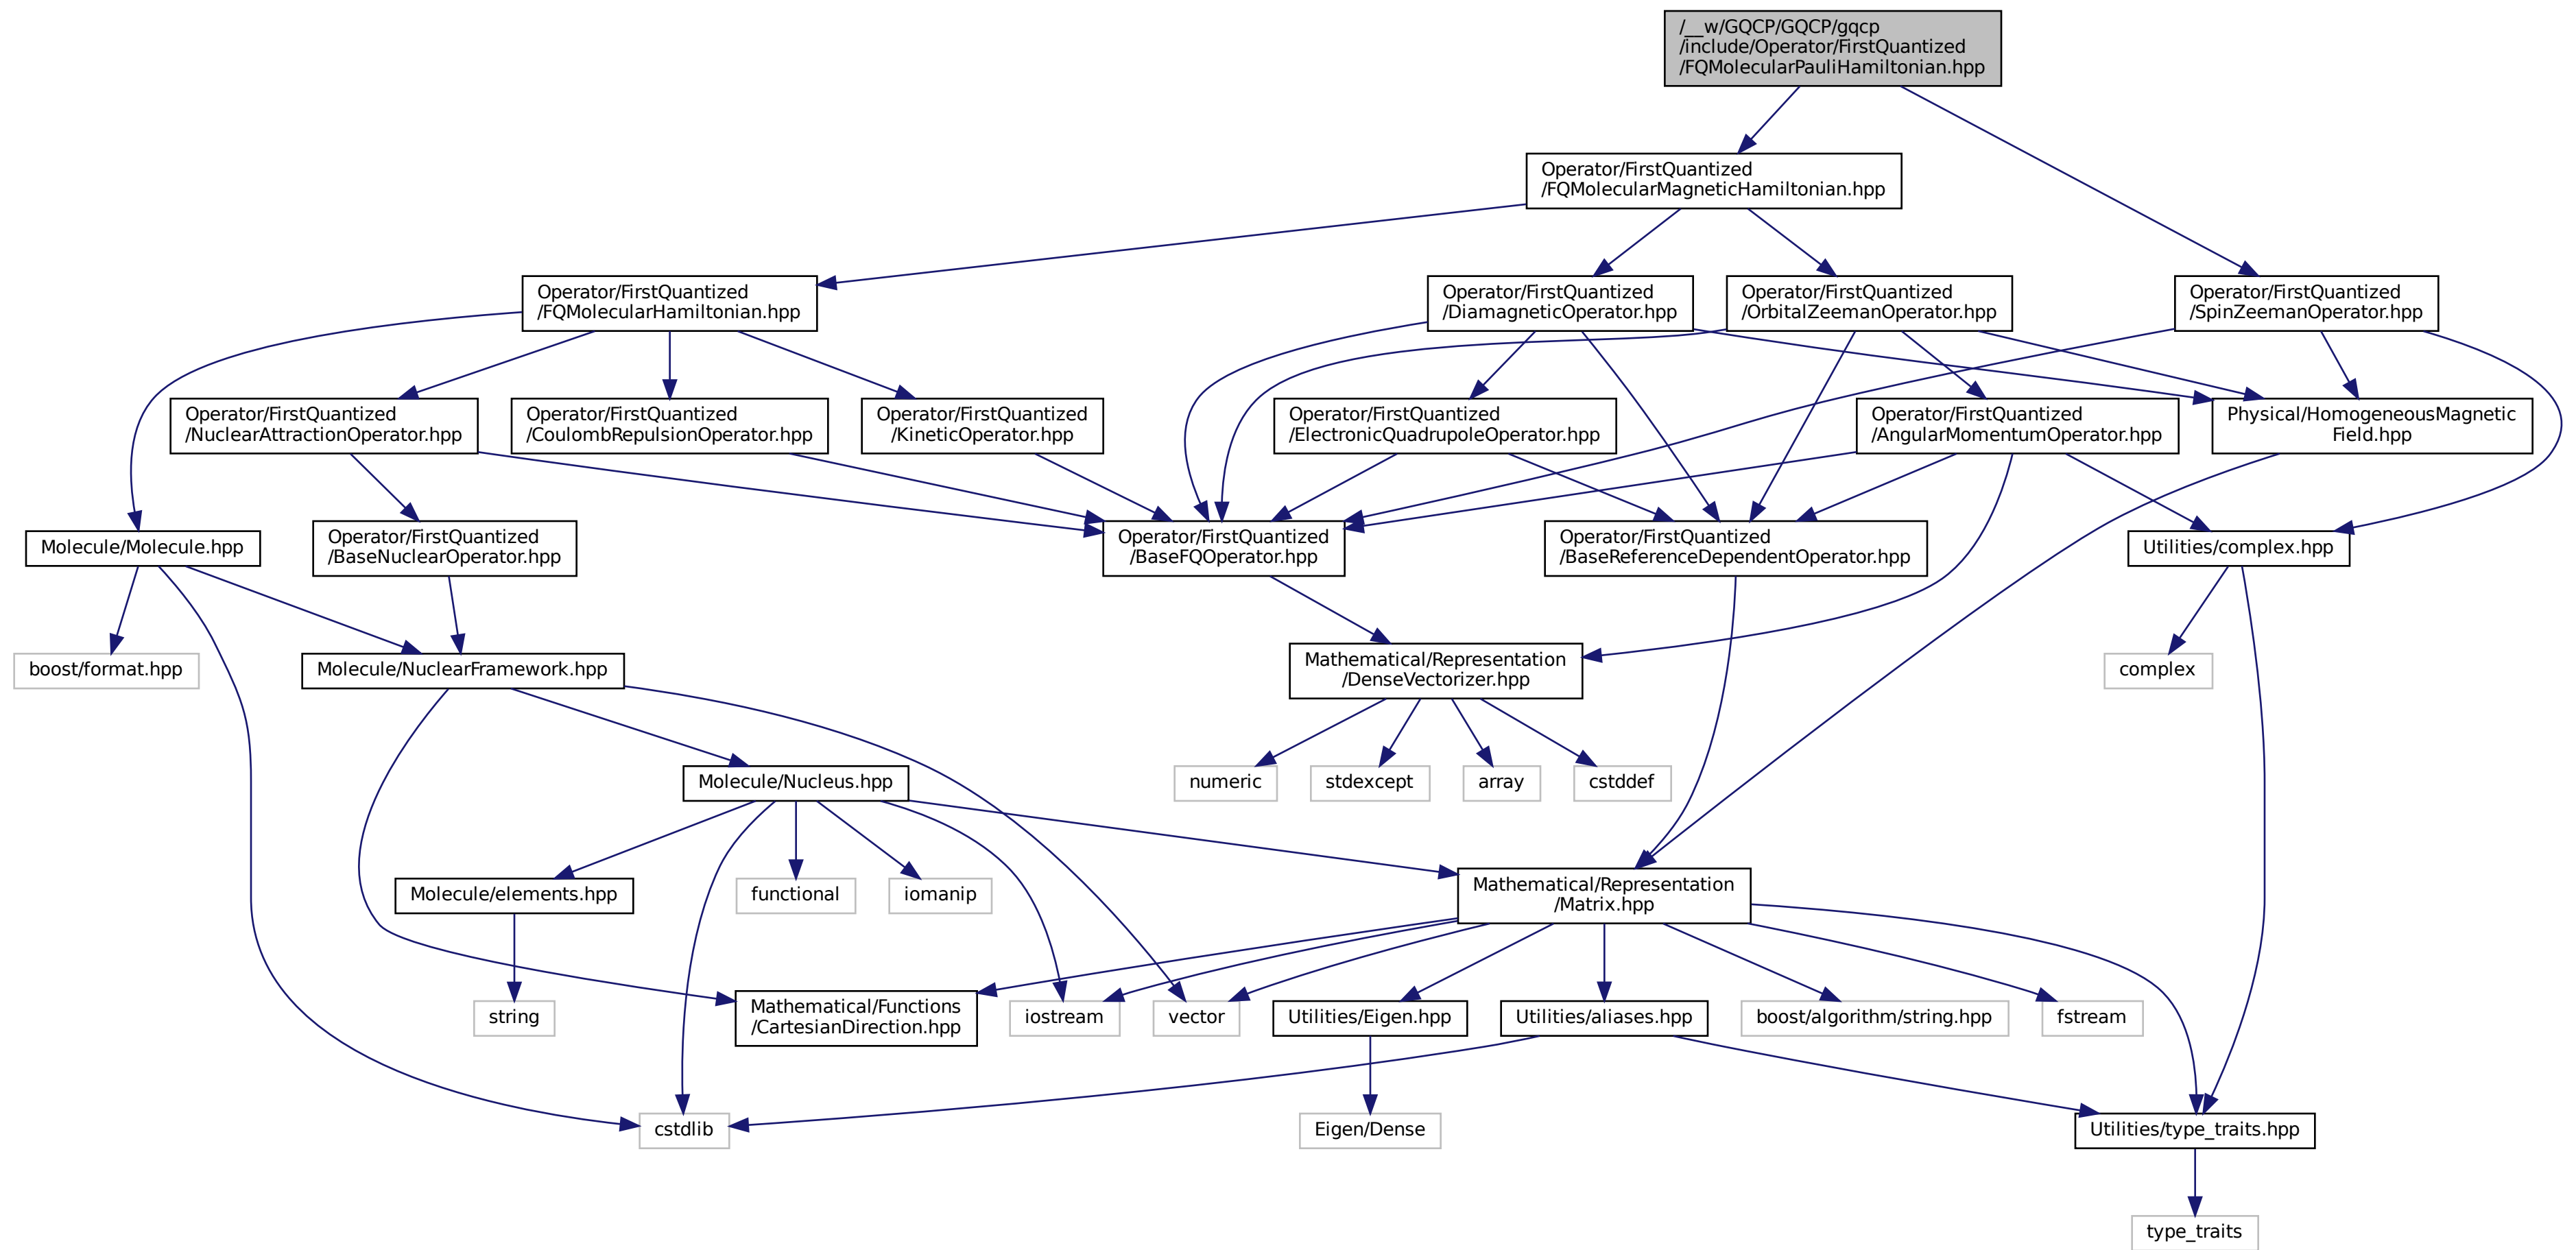 /__w/GQCP/GQCP/gqcp
/include/Operator/FirstQuantized
/FQMolecularPauliHamiltonian.hpp
Operator/FirstQuantized
/FQMolecularMagneticHamiltonian.hpp
Operator/FirstQuantized
/FQMolecularHamiltonian.hpp
Operator/FirstQuantized
/DiamagneticOperator.hpp
Operator/FirstQuantized
/OrbitalZeemanOperator.hpp
Operator/FirstQuantized
/SpinZeemanOperator.hpp
Operator/FirstQuantized
/NuclearAttractionOperator.hpp
Operator/FirstQuantized
/CoulombRepulsionOperator.hpp
Operator/FirstQuantized
/KineticOperator.hpp
Operator/FirstQuantized
/ElectronicQuadrupoleOperator.hpp
Operator/FirstQuantized
/AngularMomentumOperator.hpp
Physical/HomogeneousMagnetic
Field.hpp
Molecule/Molecule.hpp
Operator/FirstQuantized
/BaseNuclearOperator.hpp
Operator/FirstQuantized
/BaseFQOperator.hpp
Operator/FirstQuantized
/BaseReferenceDependentOperator.hpp
Utilities/complex.hpp
boost/format.hpp
Molecule/NuclearFramework.hpp
Mathematical/Representation
/DenseVectorizer.hpp
complex
Molecule/Nucleus.hpp
numeric
stdexcept
array
cstddef
Molecule/elements.hpp
functional
iomanip
Mathematical/Representation
/Matrix.hpp
string
Mathematical/Functions
/CartesianDirection.hpp
iostream
vector
Utilities/Eigen.hpp
Utilities/aliases.hpp
boost/algorithm/string.hpp
fstream
cstdlib
Eigen/Dense
Utilities/type_traits.hpp
type_traits